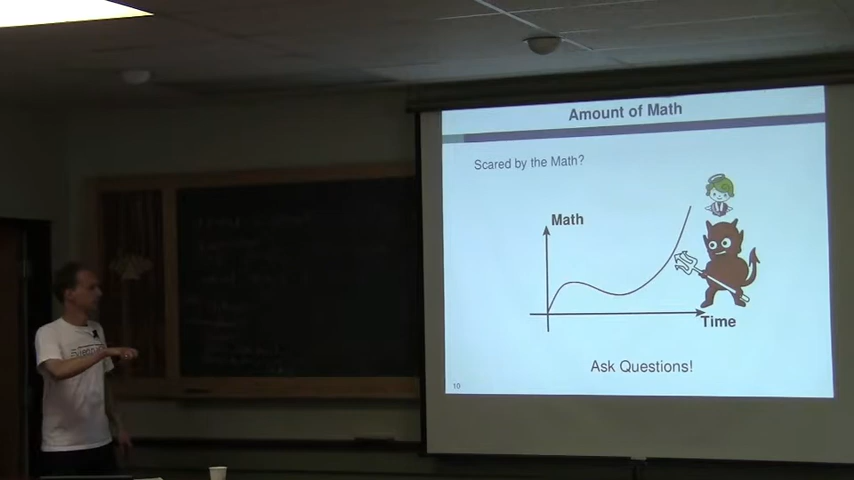 Amount of Math
Scared by the Math?
Math
Time
Ask Questions!
10